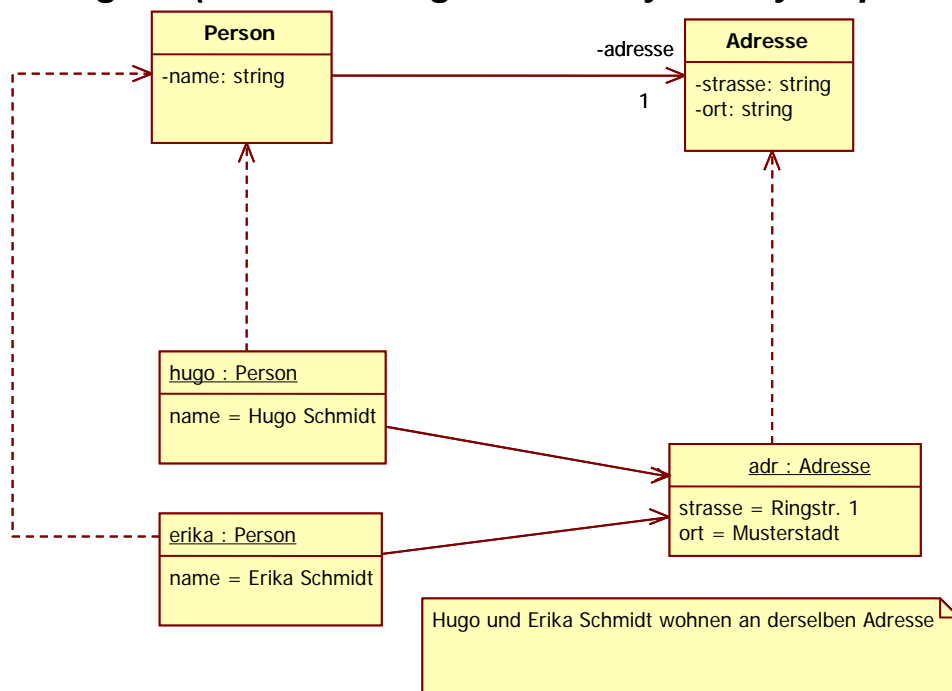 Person
-name: string
-adresse
1
Adresse
-strasse: string
-ort: string
hugo : Person
name = Hugo Schmidt
adr : Adresse
strasse = Ringstr. 1
ort = Musterstadt
erika : Person
name = Erika Schmidt
Hugo und Erika Schmidt wohnen an derselben Adresse